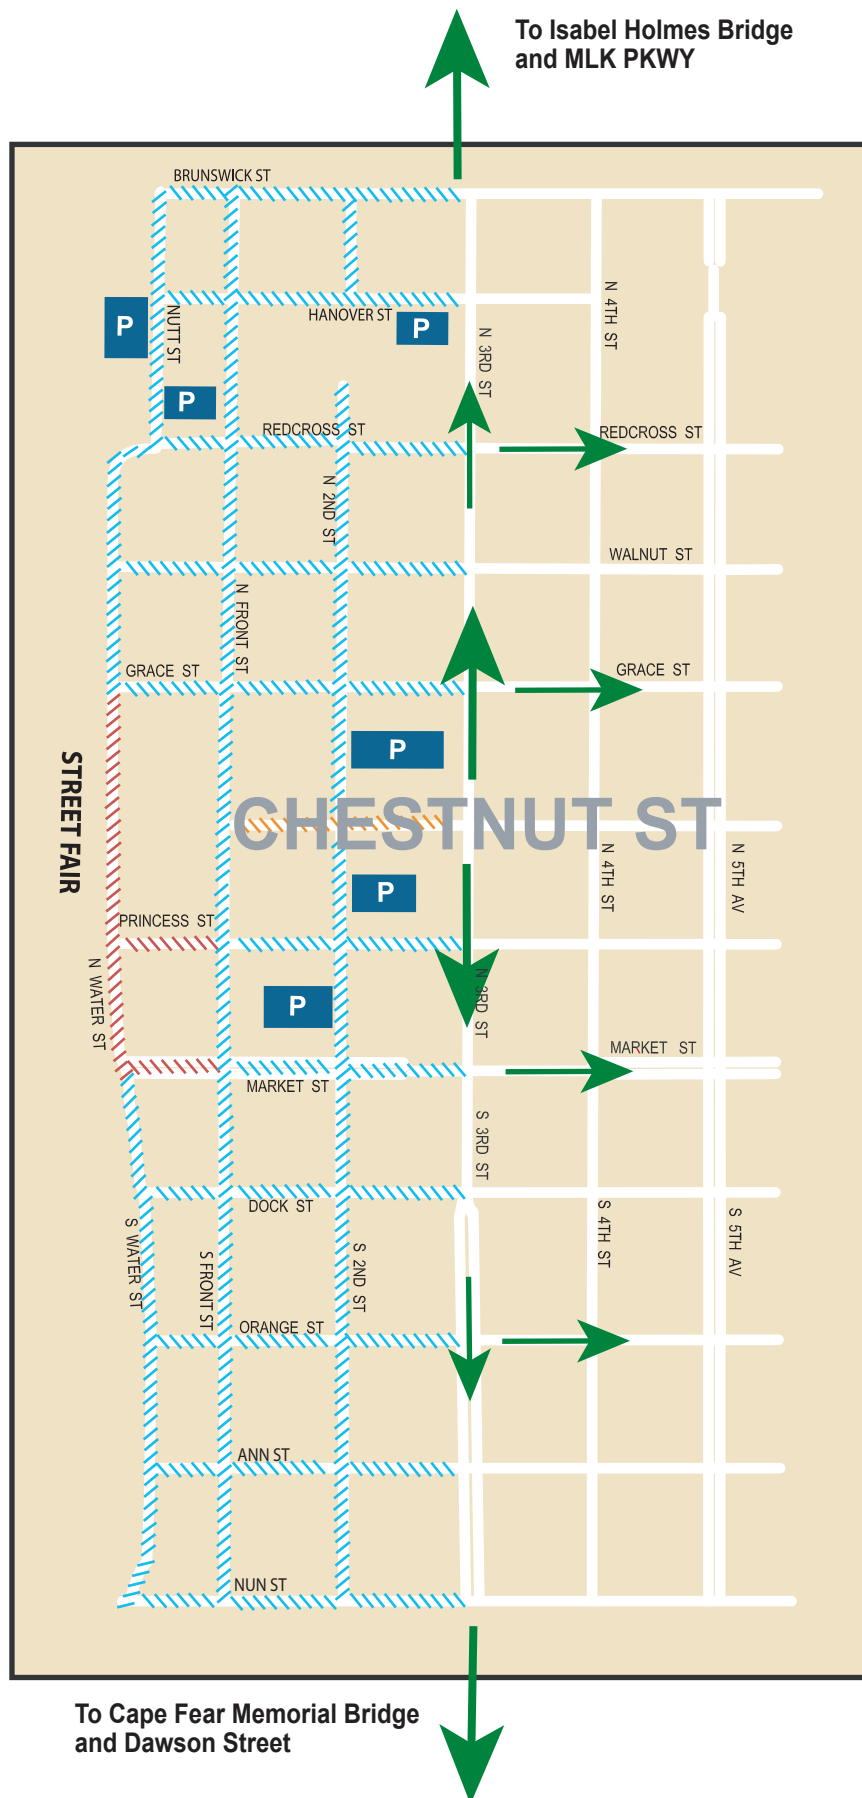 To Isabel Holmes Bridge
and MLK PKWY
BRUNSWICK ST
N 4TH ST
NUTT ST
HANOVER ST
P
P
N 3RD ST
P
REDCROSS ST
REDCROSS ST
N 2ND ST
WALNUT ST
N FRONT ST
GRACE ST
GRACE ST
P
STREET FAIR
CHESTNUT ST
N 4TH ST
N 5TH AV
P
PRINCESS ST
N WATER ST
N 3RD ST
P
MARKET ST
MARKET ST
S 3RD ST
DOCK ST
S WATER ST
S FRONT ST
S 2ND ST
S 4TH ST
S 5TH AV
ORANGE ST
ANN ST
NUN ST
To Cape Fear Memorial Bridge
and Dawson Street